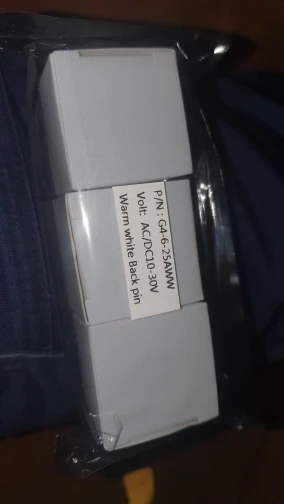 P/N : G4-6-25AWW
Volt:  AC/DC10-30V
Warm white Back pin